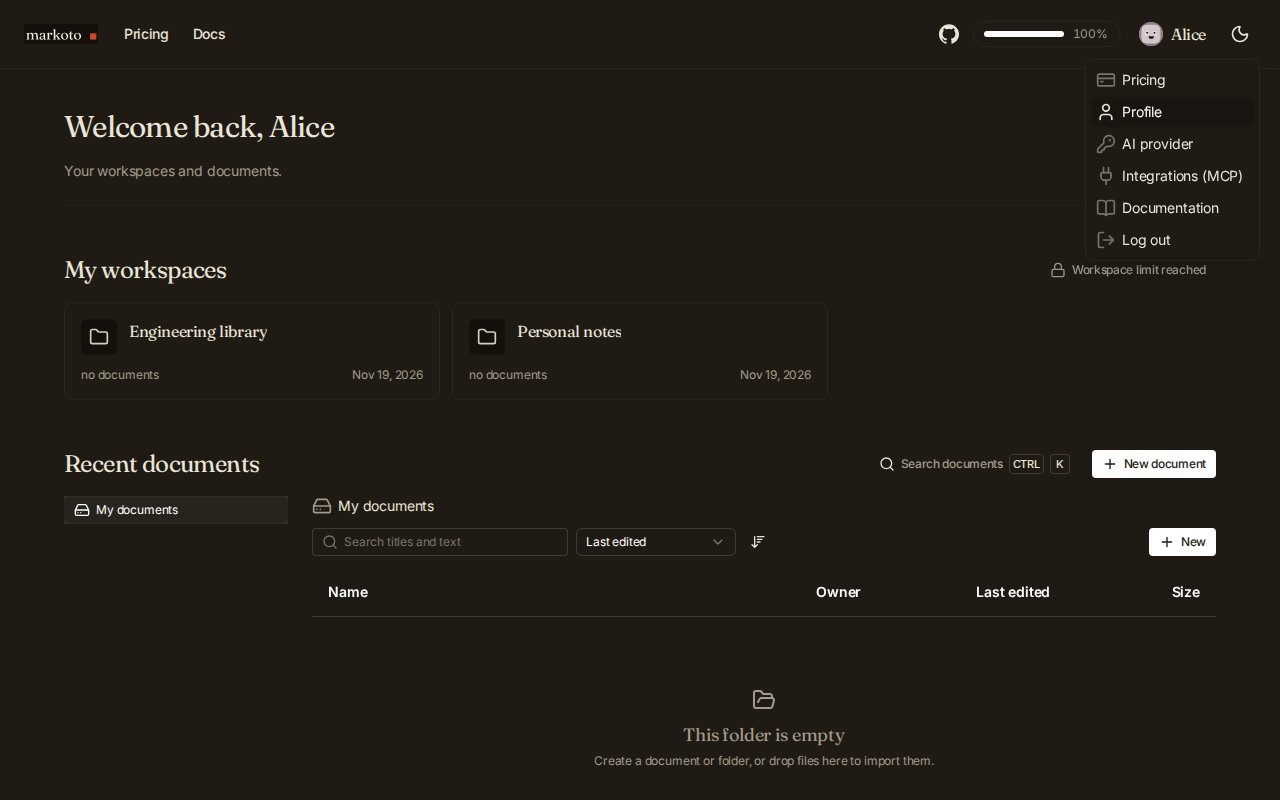 markoto
Pricing
Docs
100%
Alice
Pricing
Profile
AI provider
Integrations (MCP)
Documentation
Log out
Welcome back, Alice
Your workspaces and documents.
My workspaces
Workspace limit reached
Engineering library
no documents
Nov 19, 2026
Personal notes
no documents
Nov 19, 2026
Recent documents
Search documents CTRL K
New document
My documents
My documents
Search titles and text
Last edited
New
Name Owner Last edited Size
This folder is empty
Create a document or folder, or drop files here to import them.